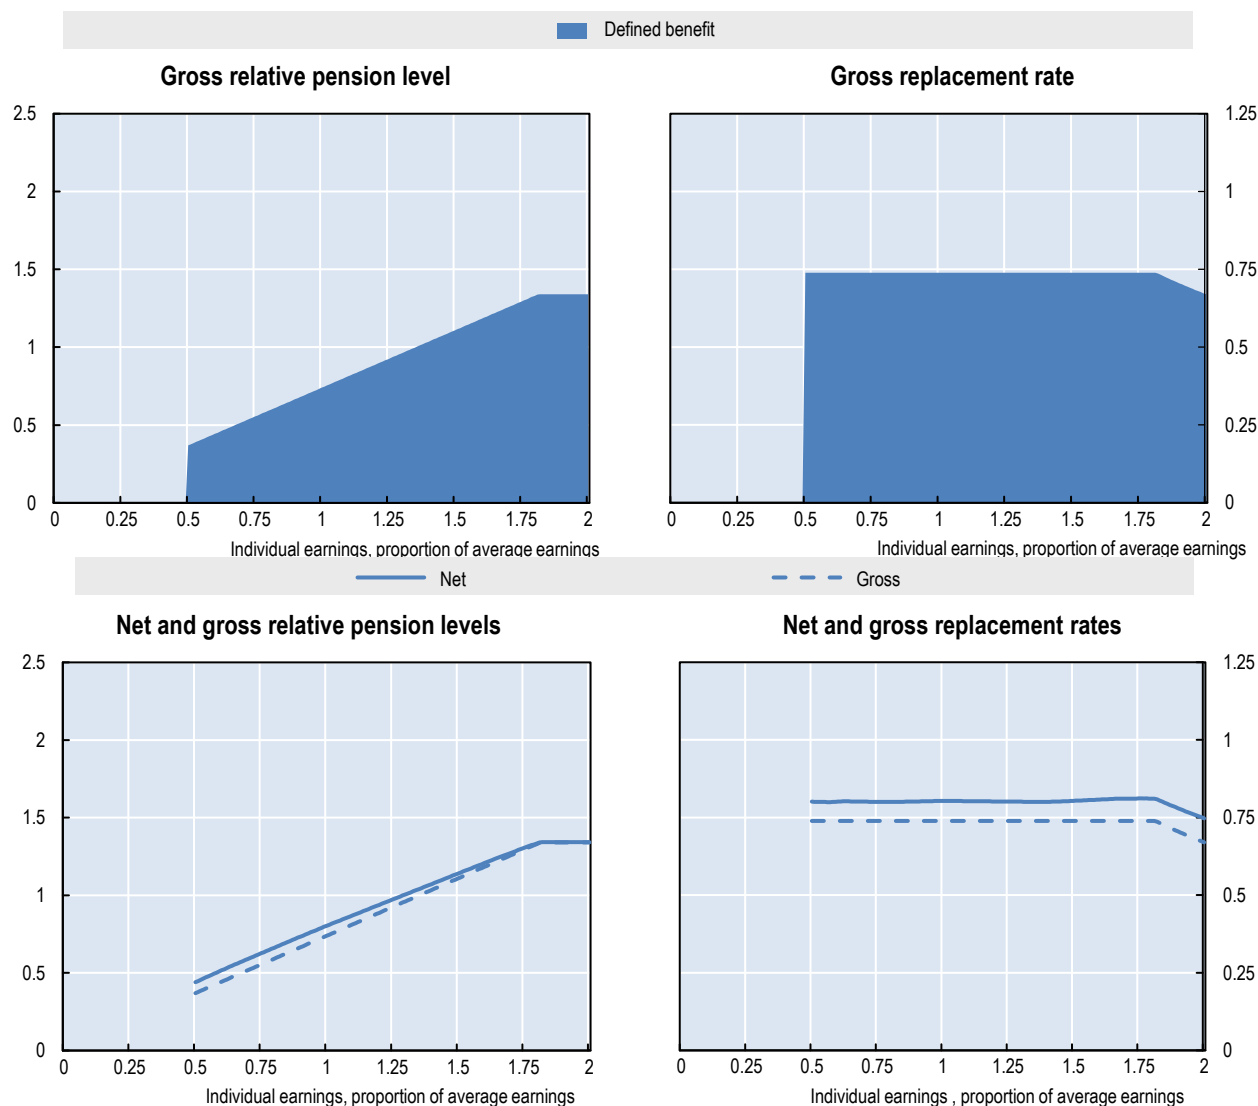 Defined benefit
Gross relative pension level
Gross replacement rate
2.5
2
1.5
1
0.5
0
0 0.25 0.5 0.75 1 1.25 1.5 1.75 2
Individual earnings, proportion of average earnings
1.25
1
0.75
0.5
0.25
0
0 0.25 0.5 0.75 1 1.25 1.5 1.75 2
Individual earnings, proportion of average earnings
Net Gross
Net and gross relative pension levels
Net and gross replacement rates
2.5
2
1.5
1
0.5
0
0 0.25 0.5 0.75 1 1.25 1.5 1.75 2
Individual earnings, proportion of average earnings
1.25
1
0.75
0.5
0.25
0
0 0.25 0.5 0.75 1 1.25 1.5 1.75 2
Individual earnings , proportion of average earnings